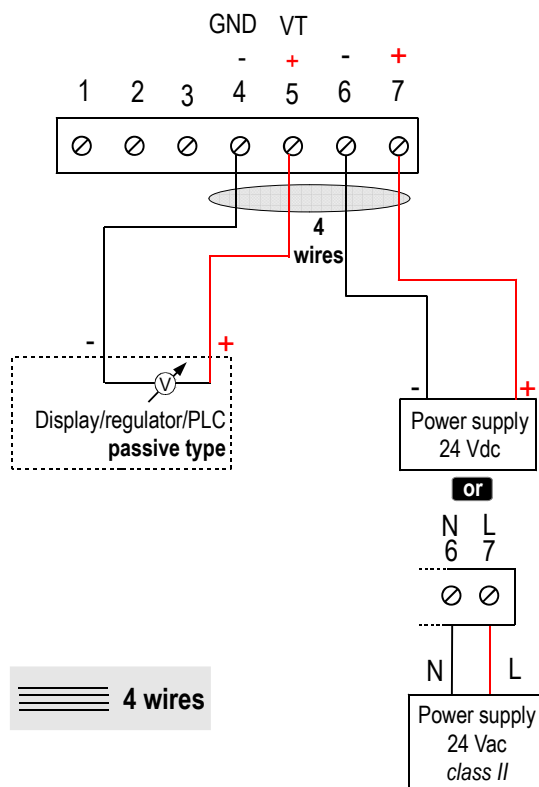 GND VT
- + - +
1 2 3 4 5 6 7
4
wires
- +
V
Display/regulator/PLC
passive type
- +
Power supply
24 Vdc
or
N L
6 7
N L
4 wires
Power supply
24 Vac
class II